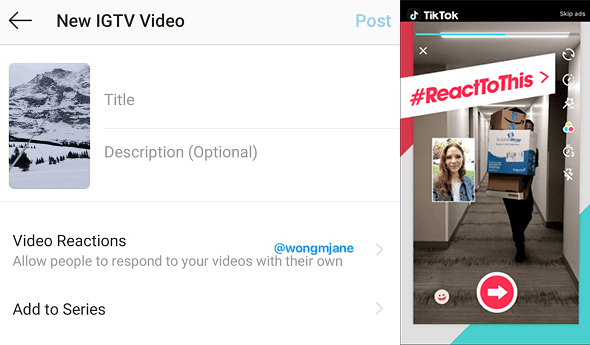 New IGTV Video
Post
Title
Description (Optional)
Video Reactions
@wongmjane
Allow people to respond to your videos with their own
Add to Series
TikTok
Skip ads
#ReactToThis >